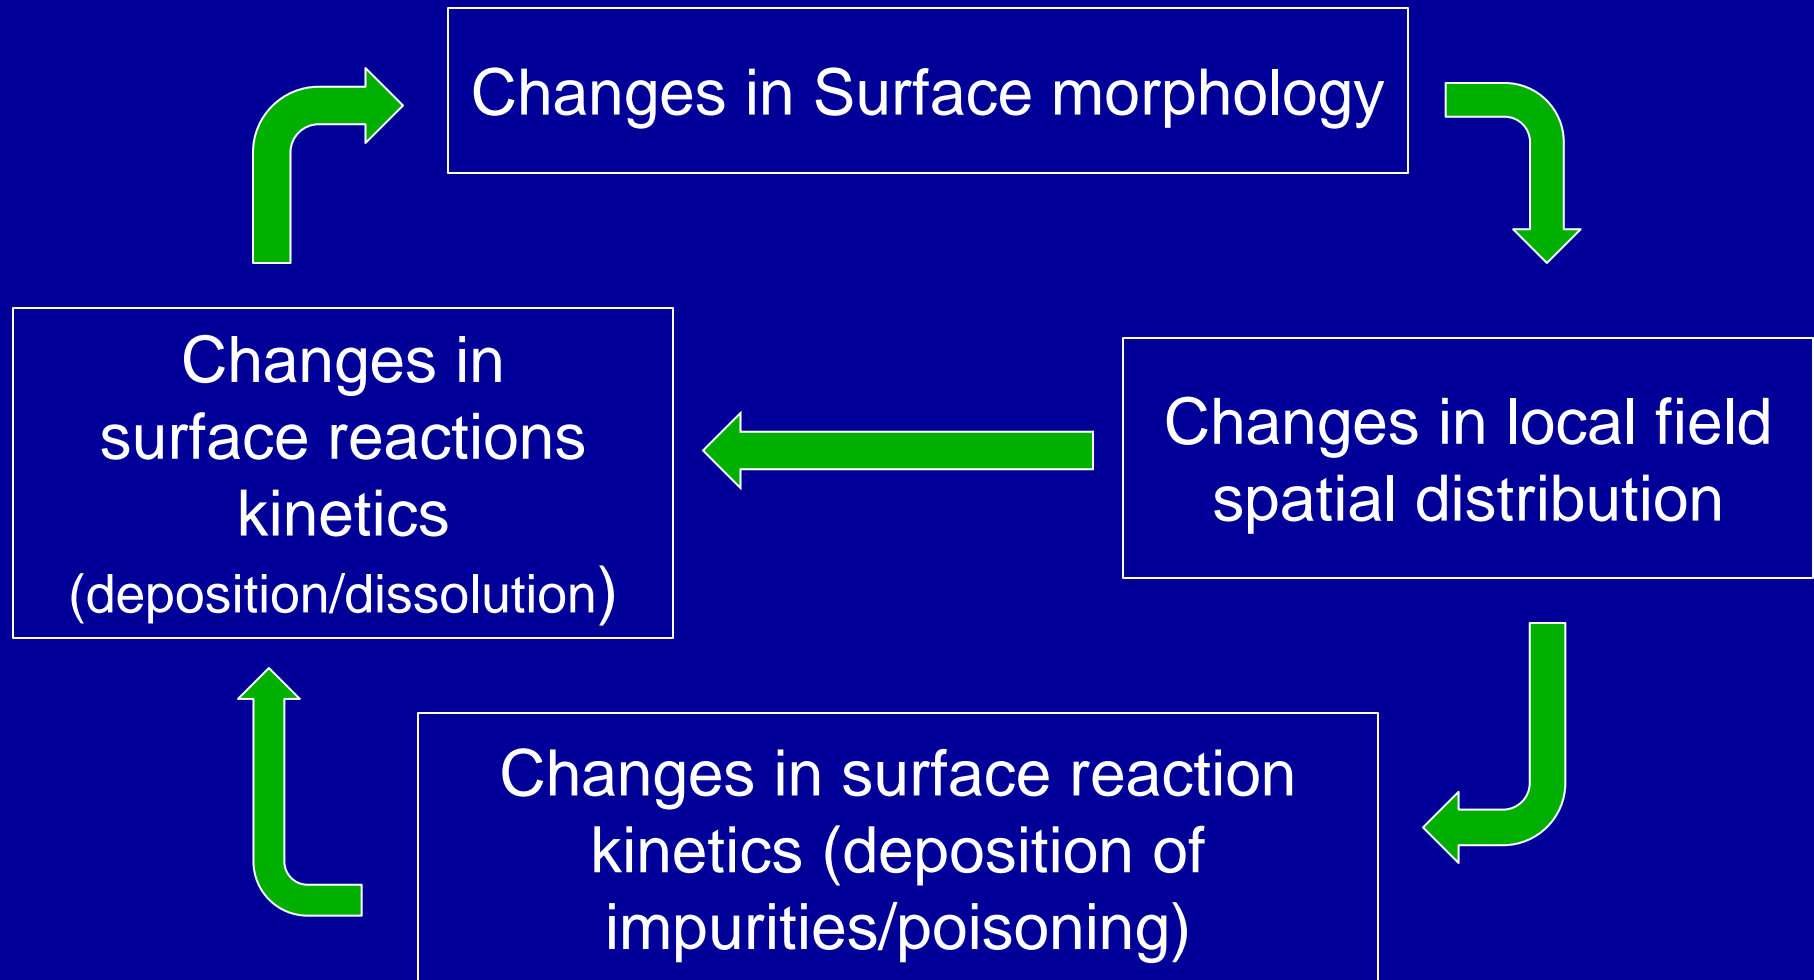 Changes in Surface morphology
Changes in
surface reactions
kinetics
(deposition/dissolution)
Changes in local field
spatial distribution
Changes in surface reaction
kinetics (deposition of
impurities/poisoning)